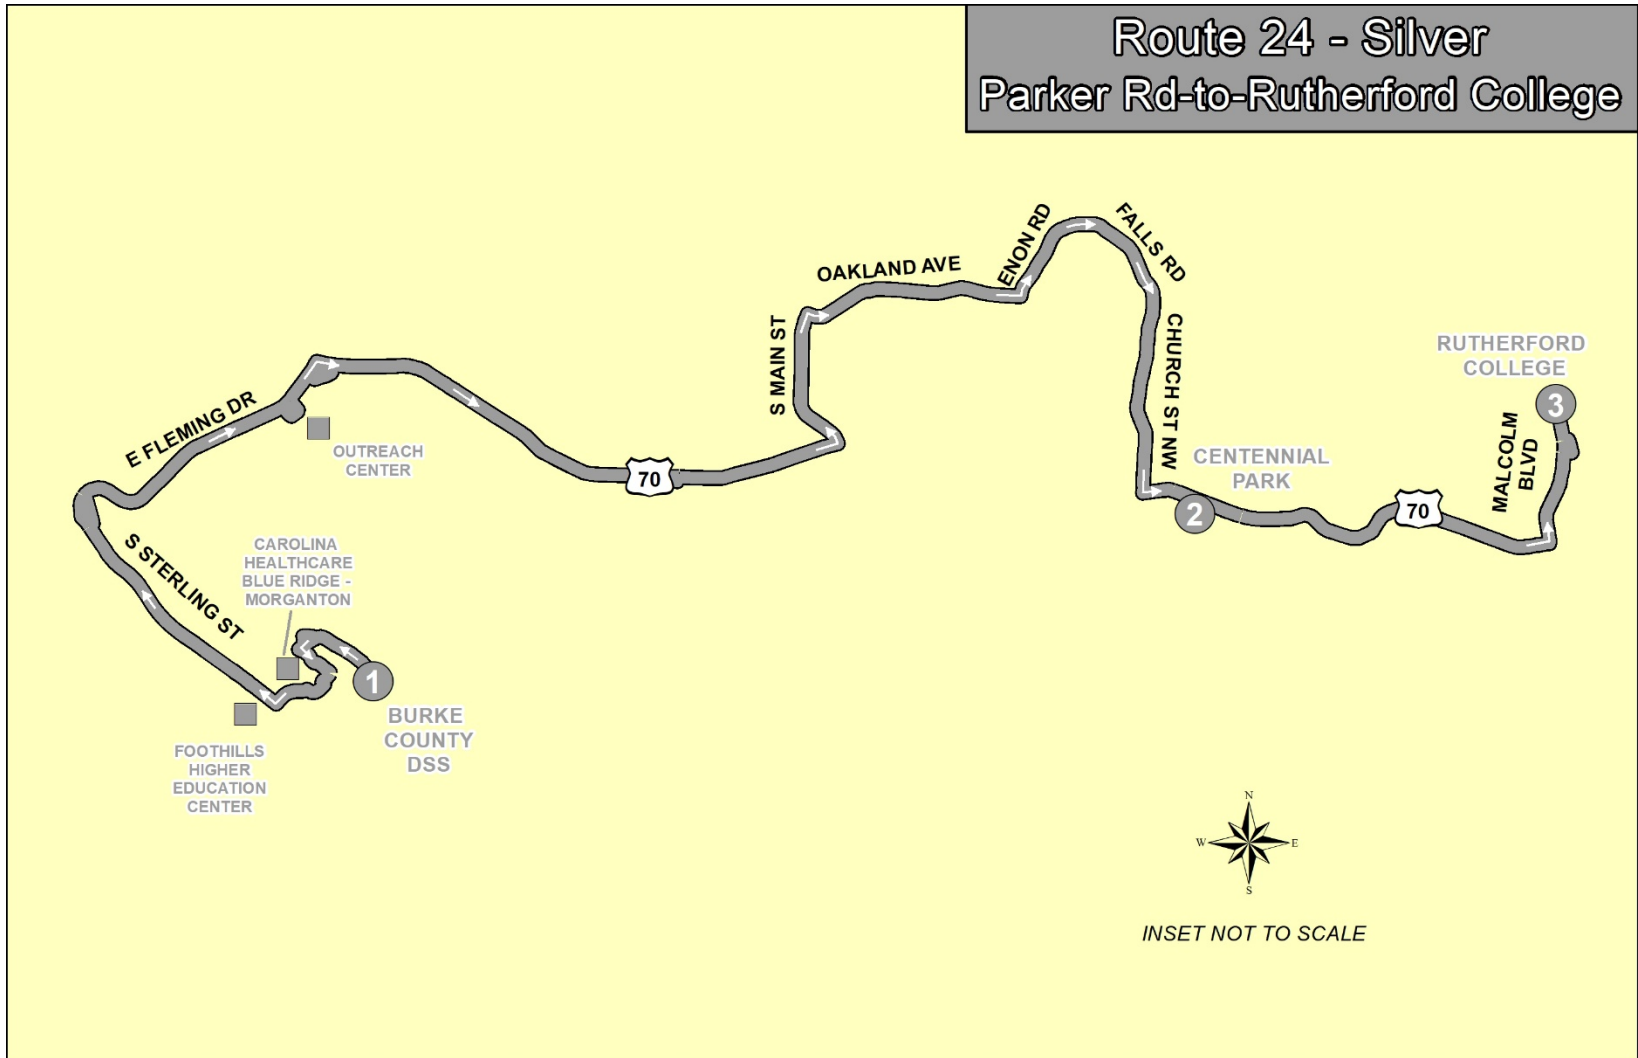 Route 24 - Silver
Parker Rd-to-Rutherford College
ENON RD
FALLS RD
OAKLAND AVE
S MAIN ST
CHURCH ST NW
RUTHERFORD
COLLEGE
3
MALCOLM
BLVD
E FLEMING DR
OUTREACH
CENTER
70
CENTENNIAL
PARK
2
70
S STERLING ST
CAROLINA
HEALTHCARE
BLUE RIDGE -
MORGANTON
1
BURKE
COUNTY
DSS
FOOTHILLS
HIGHER
EDUCATION
CENTER
N
W
E
S
INSET NOT TO SCALE